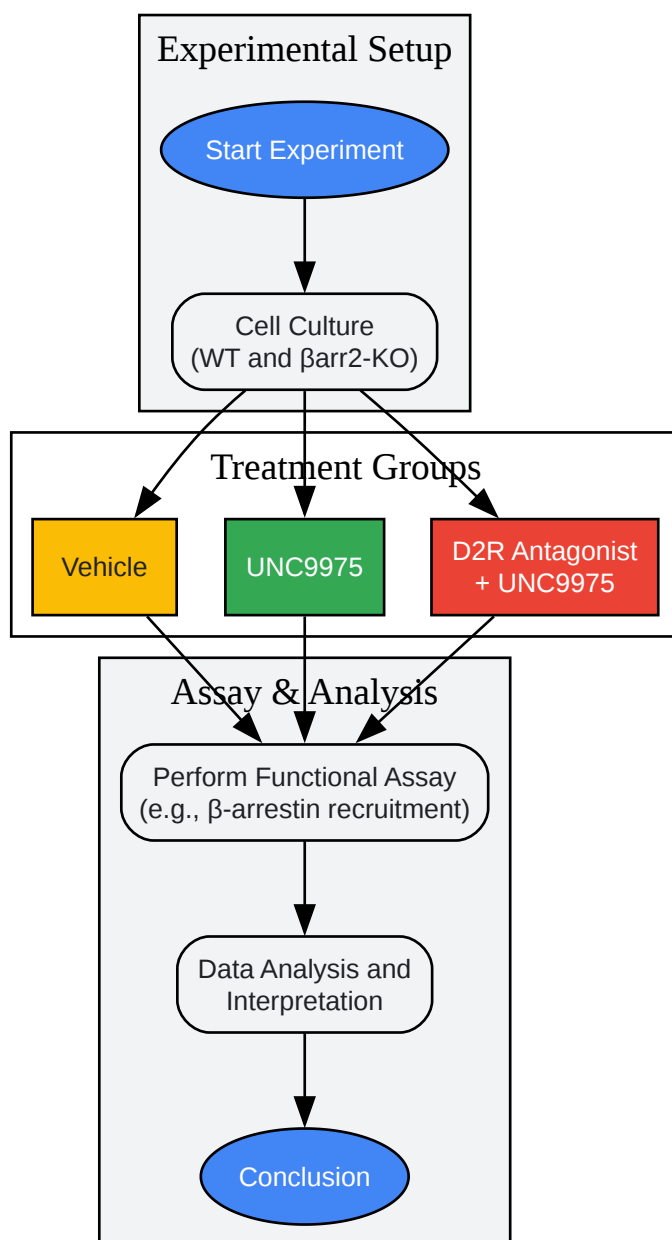 Experimental Setup
Start Experiment
Cell Culture
(WT and βarr2-KO)
Treatment Groups
Vehicle
UNC9975
D2R Antagonist
+ UNC9975
Assay & Analysis
Perform Functional Assay
(e.g., β-arrestin recruitment)
Data Analysis and
Interpretation
Conclusion